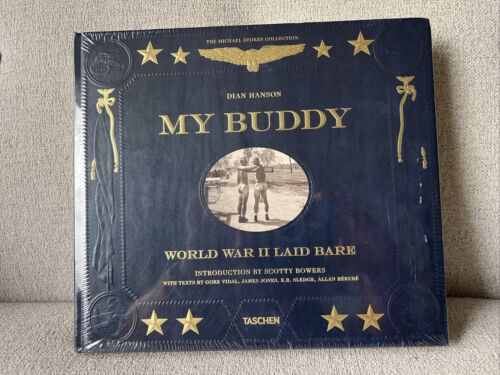 THE MICHAEL STOKES COLLECTION
DIAN HANSON
MY BUDDY
WORLD WAR II LAID BARE
INTRODUCTION BY SCOTTY BOWERS
WITH TEXTS BY GORE VIDAL, JAMES JONES, E.B. SLEDGE, ALLAN BÉRUBÉ
TASCHEN